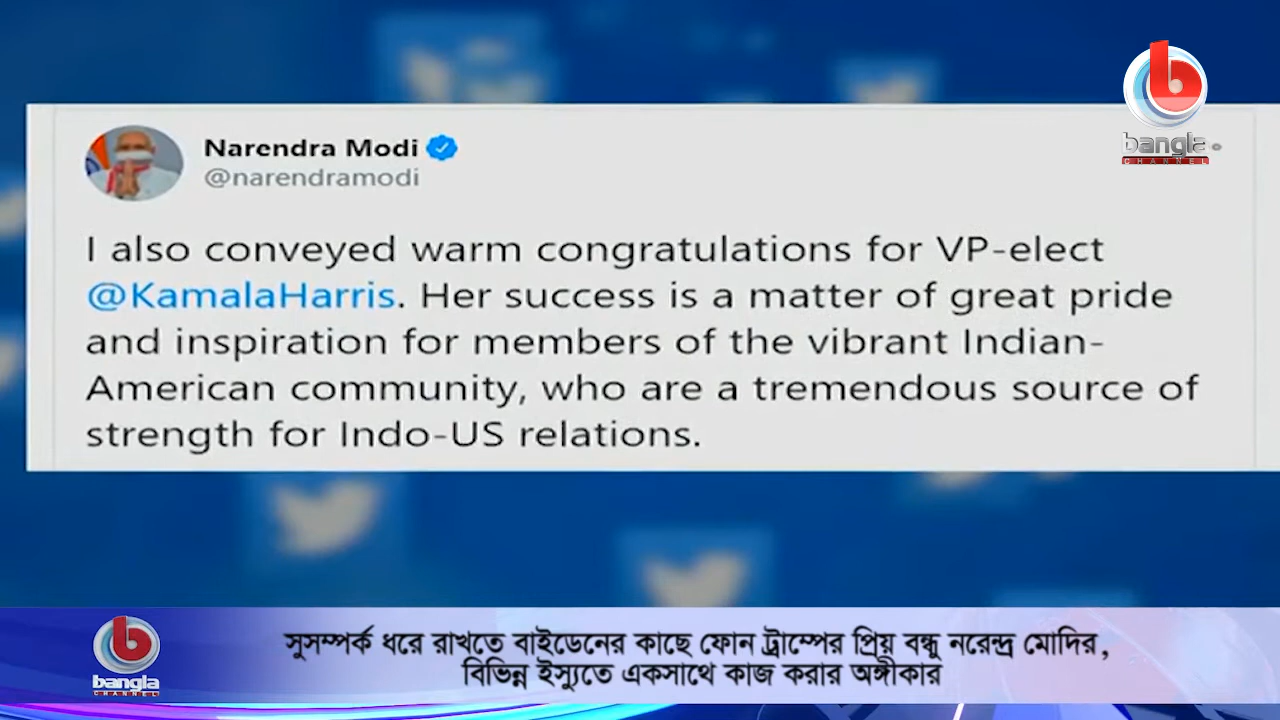 b
bangla
CHANNEL
Narendra Modi
@narendramodi
I also conveyed warm congratulations for VP-elect
@KamalaHarris. Her success is a matter of great pride
and inspiration for members of the vibrant Indian-
American community, who are a tremendous source of
strength for Indo-US relations.
b
bangla
CHANNEL
সুসম্পর্ক ধরে রাখতে বাইডেনের কাছে ফোন ট্রাম্পের প্রিয় বন্ধু নরেন্দ্র মোদির,
বিভিন্ন ইস্যুতে একসাথে কাজ করার অঙ্গীকার